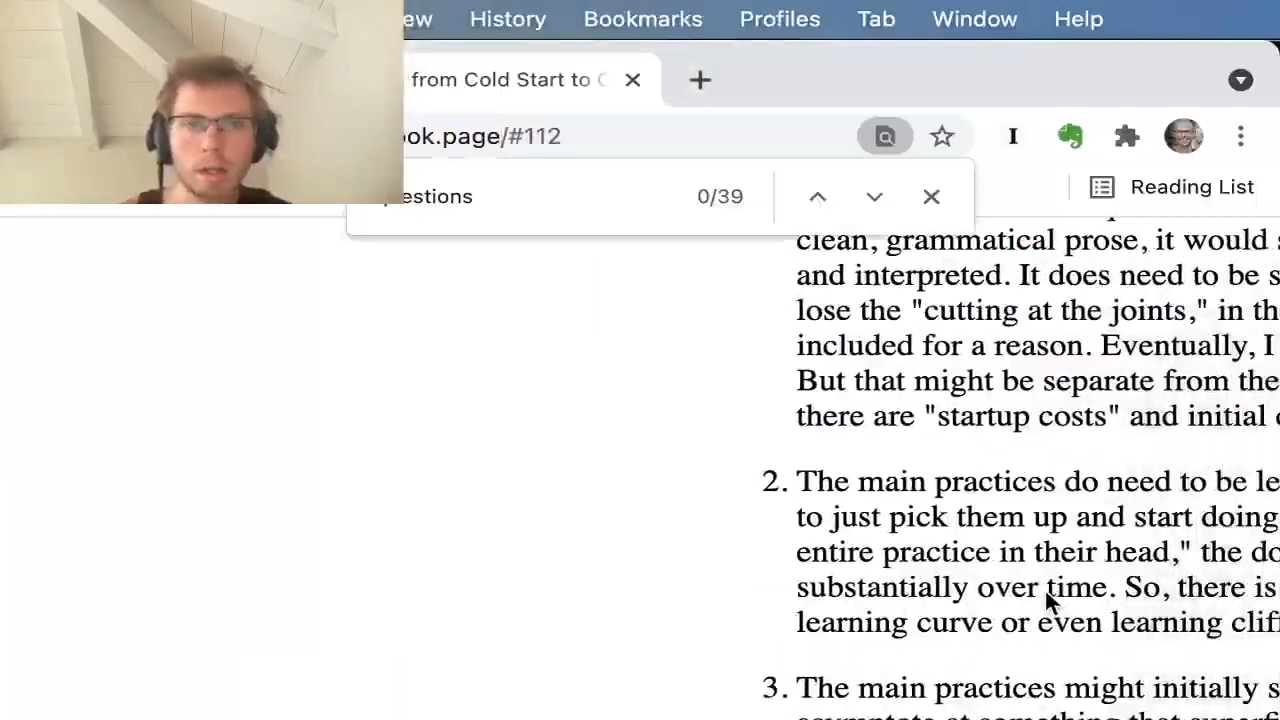 History Bookmarks Profiles Tab Window Help
from Cold Start to
ok.page/#112
estions 0/39
Reading List
clean, grammatical prose, it would
and interpreted. It does need to be s
lose the "cutting at the joints," in th
included for a reason. Eventually, I
But that might be separate from the
there are "startup costs" and initial
2. The main practices do need to be le
to just pick them up and start doing
entire practice in their head," the do
substantially over time. So, there is
learning curve or even learning clif
3. The main practices might initially s